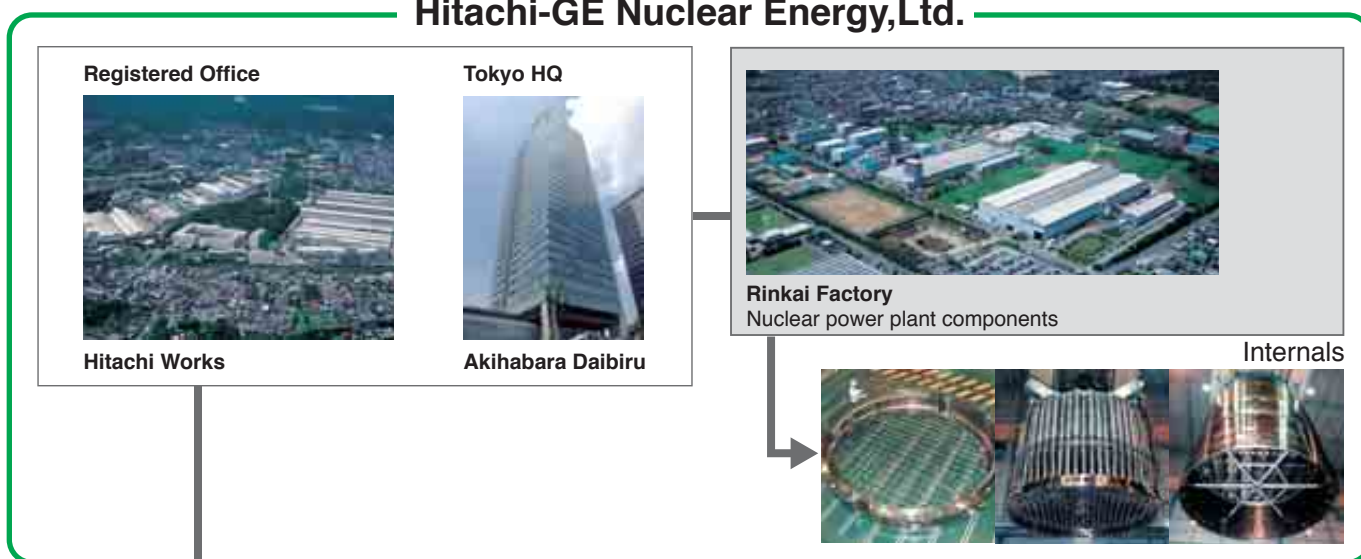 Hitachi-GE Nuclear Energy,Ltd.
Registered Office
Tokyo HQ
Hitachi Works
Akihabara Daibiru
Rinkai Factory
Nuclear power plant components
Internals